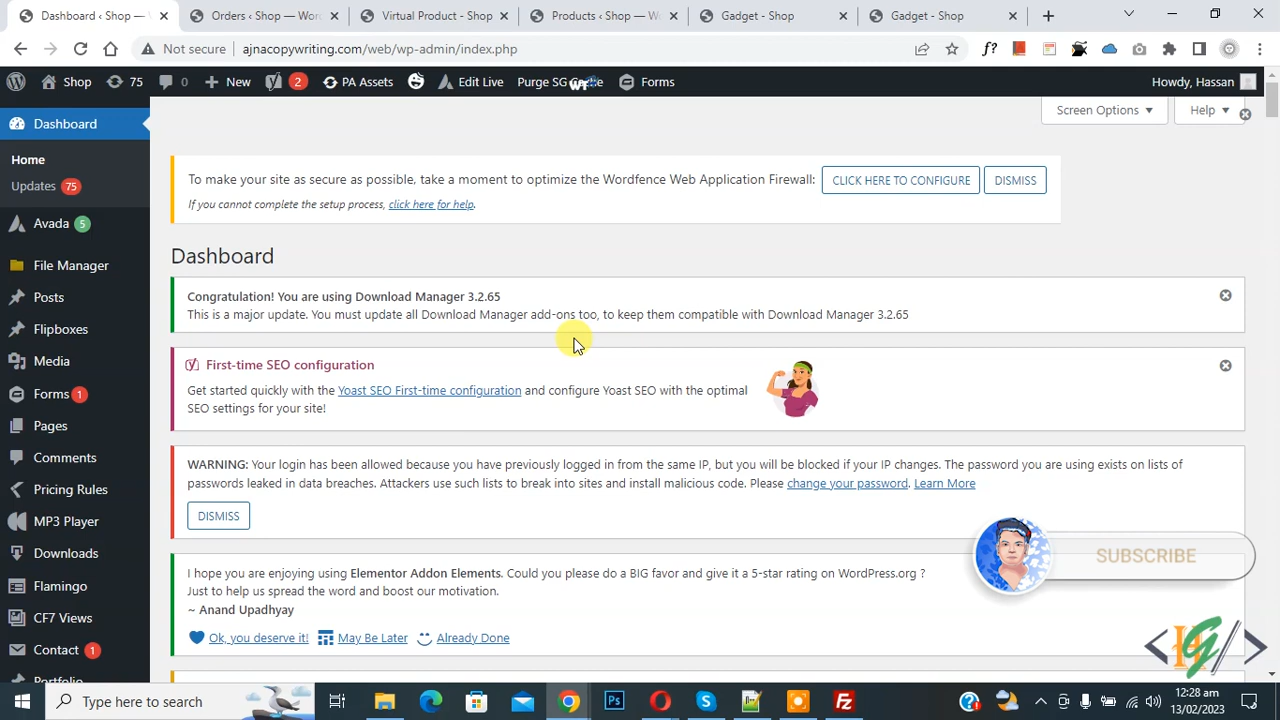 Dashboard ‹ Shop — Wo
Orders ‹ Shop — Wor
Virtual Product - Shop
Products ‹ Shop — W
Gadget - Shop
Gadget - Shop
Not secure
ajnacopywriting.com/web/wp-admin/index.php
f?
Shop
75
0
New
2
PA Assets
Edit Live
Purge SG
Forms
Howdy, Hassan
Dashboard
Home
Updates 75
Avada 5
File Manager
Posts
Flipboxes
Media
Forms 1
Pages
Comments
Pricing Rules
MP3 Player
Downloads
Flamingo
CF7 Views
Contact 1
Portfolio
Screen Options
Help
To make your site as secure as possible, take a moment to optimize the Wordfence Web Application Firewall:
CLICK HERE TO CONFIGURE
DISMISS
If you cannot complete the setup process, click here for help.
Dashboard
Congratulation! You are using Download Manager 3.2.65
This is a major update. You must update all Download Manager add-ons too, to keep them compatible with Download Manager 3.2.65
First-time SEO configuration
Get started quickly with the Yoast SEO First-time configuration and configure Yoast SEO with the optimal
SEO settings for your site!
WARNING: Your login has been allowed because you have previously logged in from the same IP, but you will be blocked if your IP changes. The password you are using exists on lists of
passwords leaked in data breaches. Attackers use such lists to break into sites and install malicious code. Please change your password. Learn More
DISMISS
SUBSCRIBE
I hope you are enjoying using Elementor Addon Elements. Could you please do a BIG favor and give it a 5-star rating on WordPress.org ?
Just to help us spread the word and boost our motivation.
~ Anand Upadhyay
Ok, you deserve it!
May Be Later
Already Done
Type here to search
12:28 am
13/02/2023